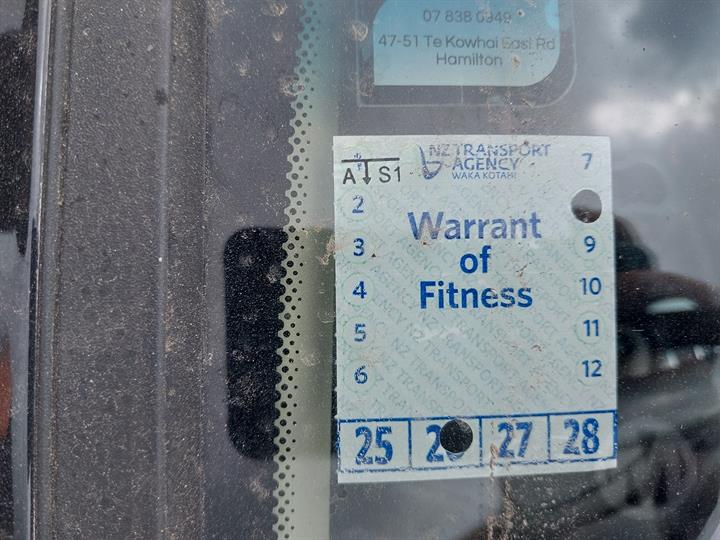 07 838 0949
47-51 Te Kowhai East Rd
Hamilton
NZ TRANSPORT
AGENCY
WAKA KOTAHI
A S1
Warrant
of
Fitness
2
3
4
5
6
7
9
10
11
12
25 2 27 28